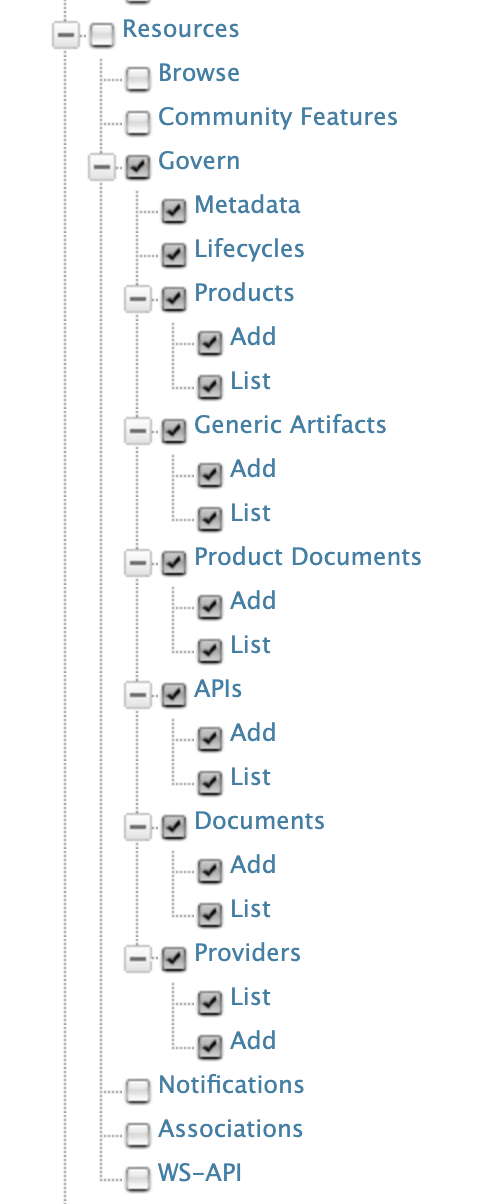 Resources
Browse
Community Features
Govern
Metadata
Lifecycles
Products
Add
List
Generic Artifacts
Add
List
Product Documents
Add
List
APIs
Add
List
Documents
Add
List
Providers
List
Add
Notifications
Associations
WS-API